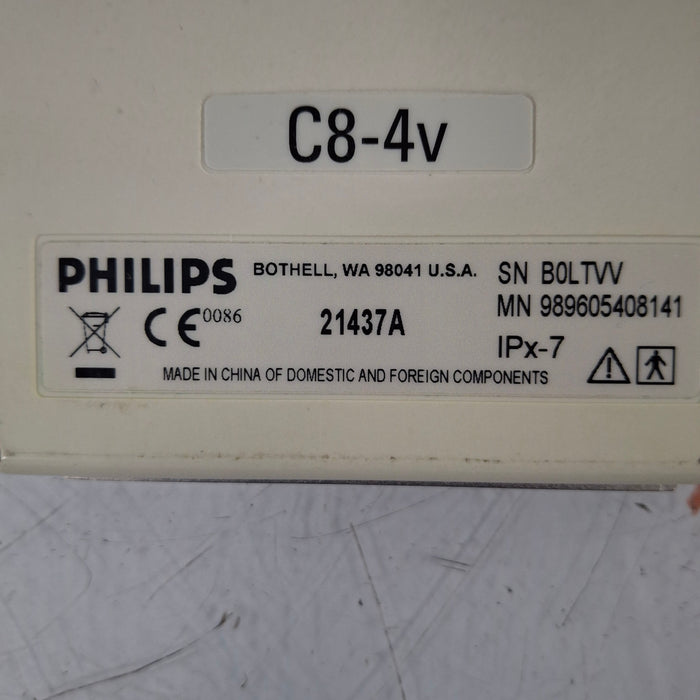 C8-4v
PHILIPS BOTHELL, WA 98041 U.S.A.
SN B0LTVV
CE 0086
21437A
MN 989605408141
IPx-7
MADE IN CHINA OF DOMESTIC AND FOREIGN COMPONENTS